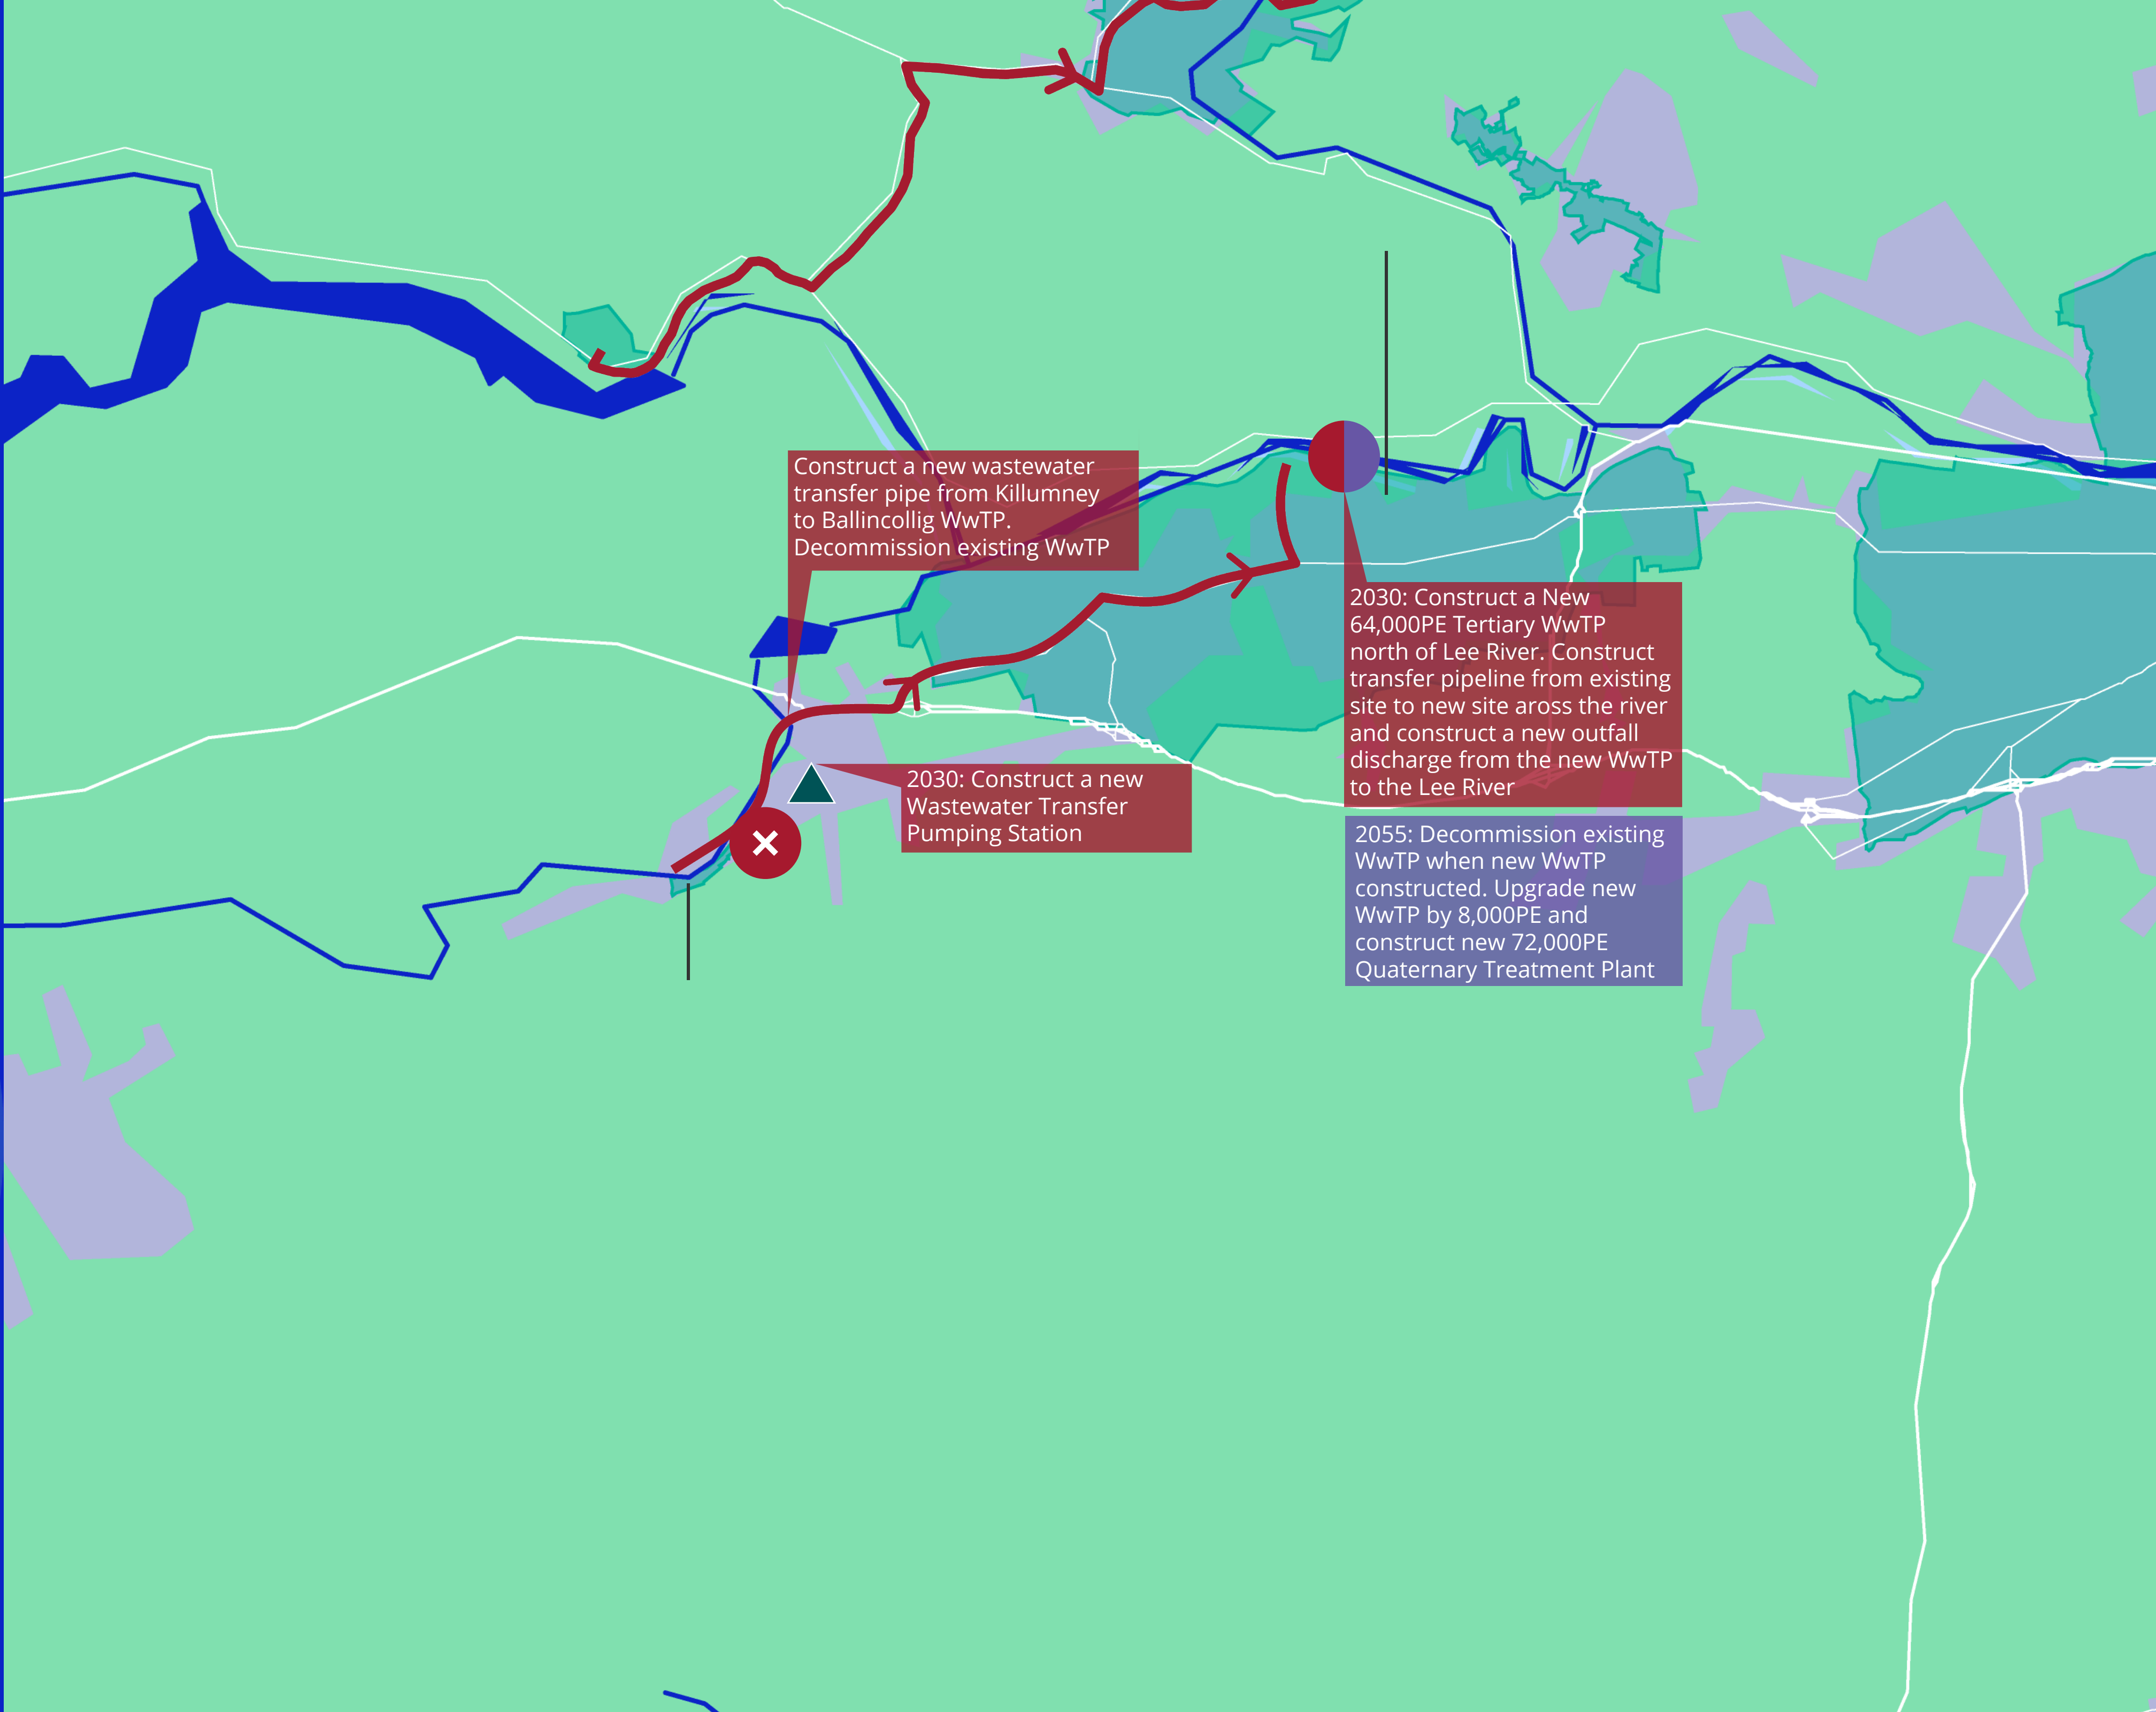 Construct a new wastewater
transfer pipe from Killumney
to Ballincollig WwTP.
Decommission existing WwTP
2030: Construct a New
64,000PE Tertiary WwTP
north of Lee River. Construct
transfer pipeline from existing
site to new site aross the river
and construct a new outfall
discharge from the new WwTP
to the Lee River
2030: Construct a new
Wastewater Transfer
Pumping Station
2055: Decommission existing
WwTP when new WwTP
constructed. Upgrade new
WwTP by 8,000PE and
construct new 72,000PE
Quaternary Treatment Plant